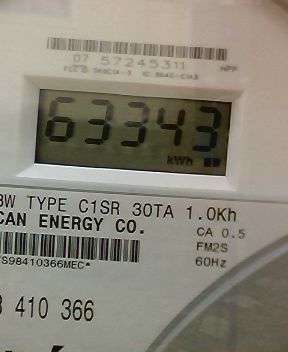 07 57245311
63343
kWh
TYPE C1SR 30TA 1.0Kh
CAN ENERGY CO.
CA 0.5
FM2S
60Hz
S98410366MEC*
410 366